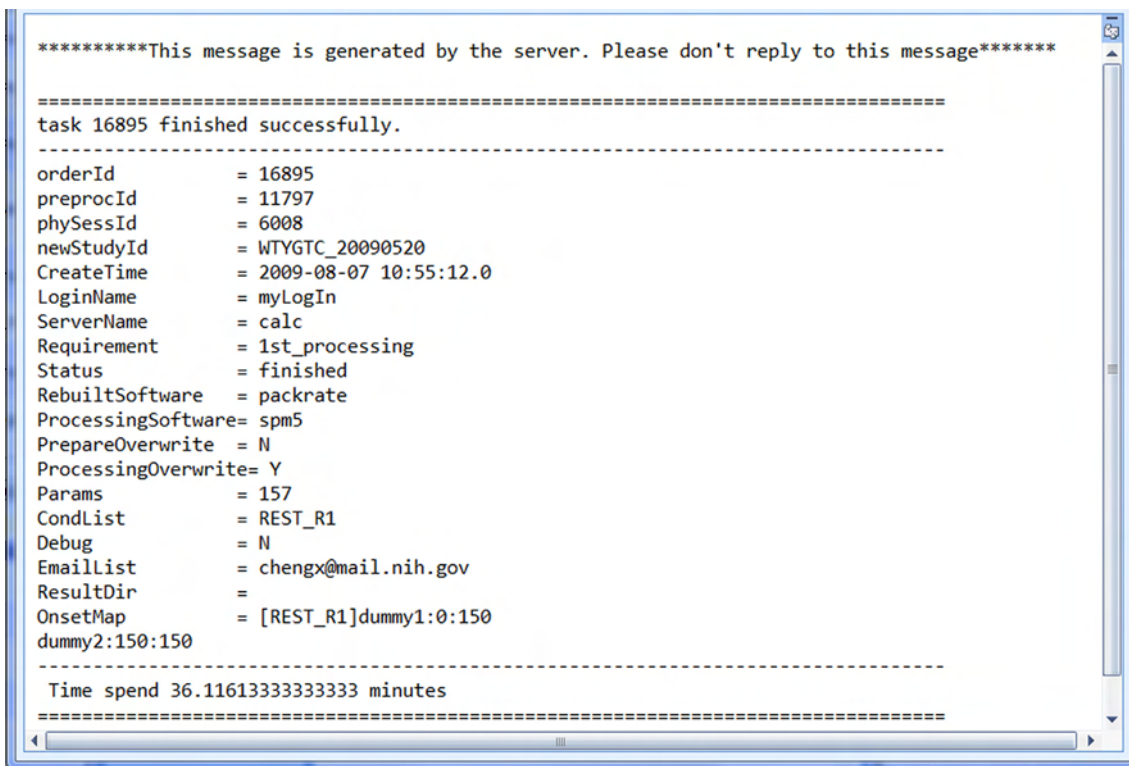 **********This message is generated by the server. Please don't reply to this message*******
==================================================================================
task 16895 finished successfully.
----------------------------------------------------------------------------------
orderId = 16895
preprocId = 11797
phySessId = 6008
newStudyId = WTYGTC_20090520
CreateTime = 2009-08-07 10:55:12.0
LoginName = myLogIn
ServerName = calc
Requirement = 1st_processing
Status = finished
RebuiltSoftware = packrate
ProcessingSoftware= spm5
PrepareOverwrite = N
ProcessingOverwrite= Y
Params = 157
CondList = REST_R1
Debug = N
EmailList = chengx@mail.nih.gov
ResultDir =
OnsetMap = [REST_R1]dummy1:0:150
dummy2:150:150
----------------------------------------------------------------------------------
Time spend 36.11613333333333 minutes
==================================================================================